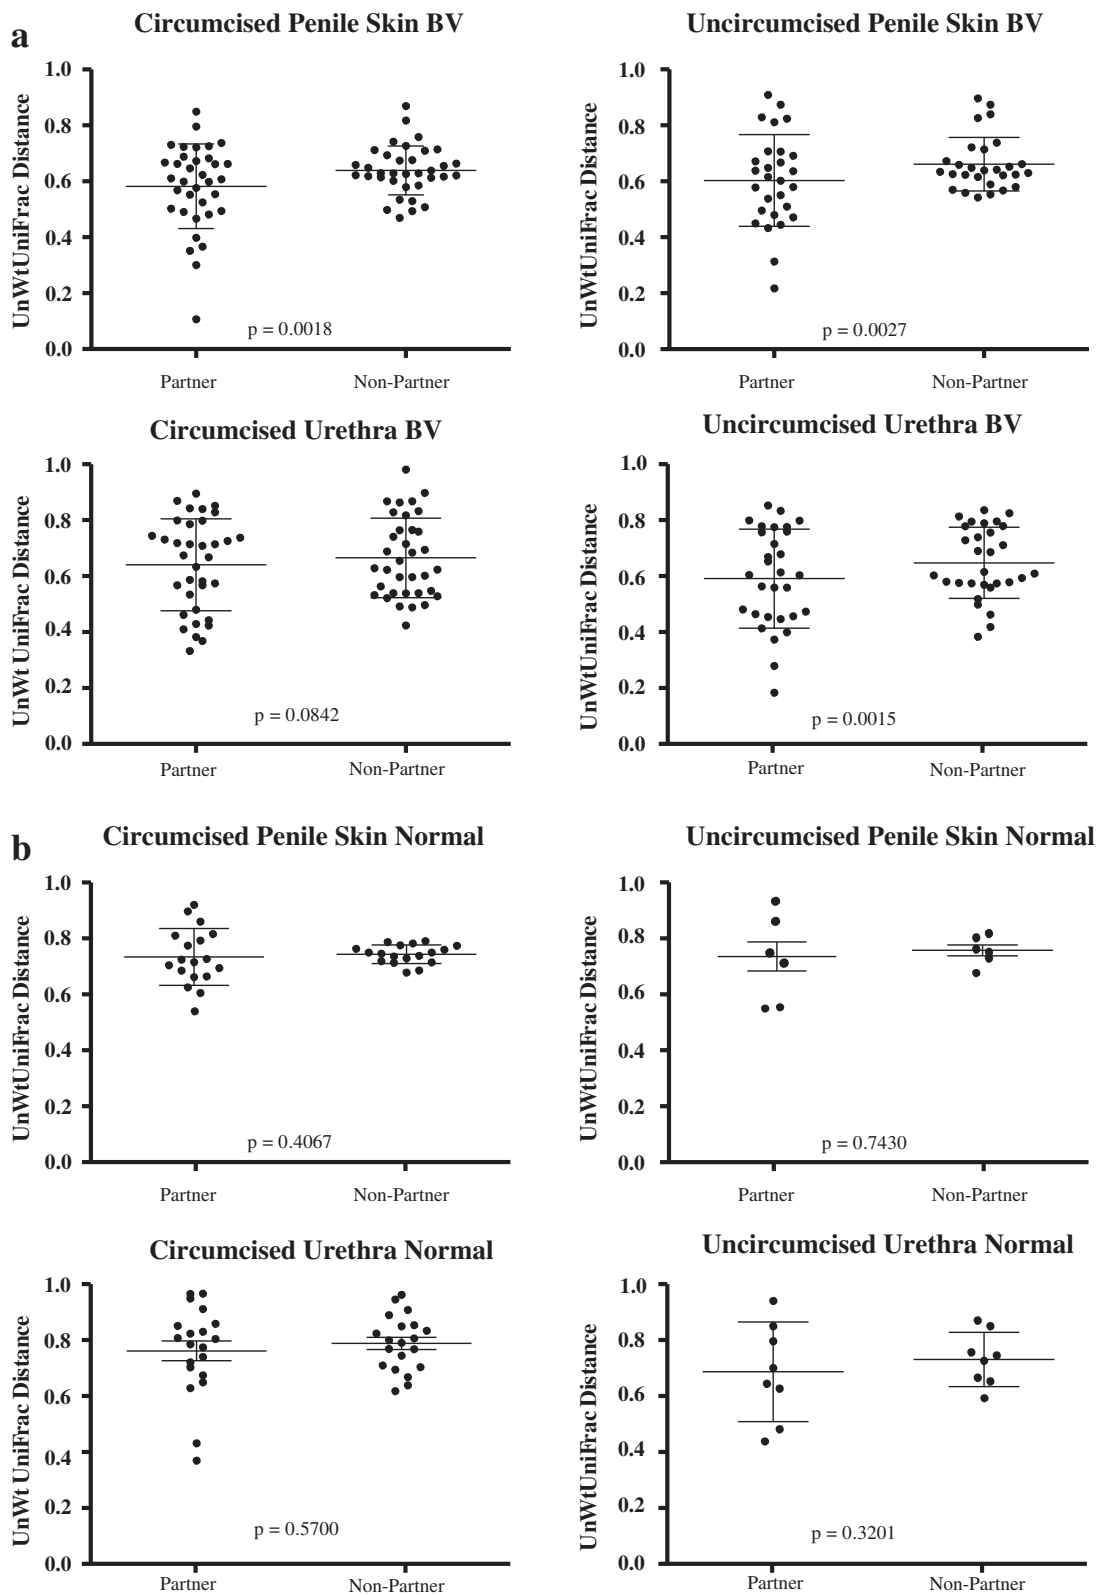 a
Circumcised Penile Skin BV
UnWtUniFrac Distance
1.0
0.8
0.6
0.4
0.2
0.0
p = 0.0018
Partner Non-Partner
Uncircumcised Penile Skin BV
UnWtUniFrac Distance
1.0
0.8
0.6
0.4
0.2
0.0
p = 0.0027
Partner Non-Partner
Circumcised Urethra BV
UnWt UniFrac Distance
1.0
0.8
0.6
0.4
0.2
0.0
p = 0.0842
Partner Non-Partner
Uncircumcised Urethra BV
UnWtUniFrac Distance
1.0
0.8
0.6
0.4
0.2
0.0
p = 0.0015
Partner Non-Partner
b
Circumcised Penile Skin Normal
UnWtUniFrac Distance
1.0
0.8
0.6
0.4
0.2
0.0
p = 0.4067
Partner Non-Partner
Uncircumcised Penile Skin Normal
UnWtUniFrac Distance
1.0
0.8
0.6
0.4
0.2
0.0
p = 0.7430
Partner Non-Partner
Circumcised Urethra Normal
UnWt UniFrac Distance
1.0
0.8
0.6
0.4
0.2
0.0
p = 0.5700
Partner Non-Partner
Uncircumcised Urethra Normal
UnWtUniFrac Distance
1.0
0.8
0.6
0.4
0.2
0.0
p = 0.3201
Partner Non-Partner